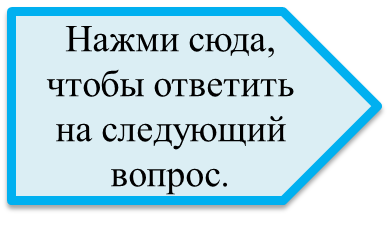 Нажми сюда,
чтобы ответить
на следующий
вопрос.